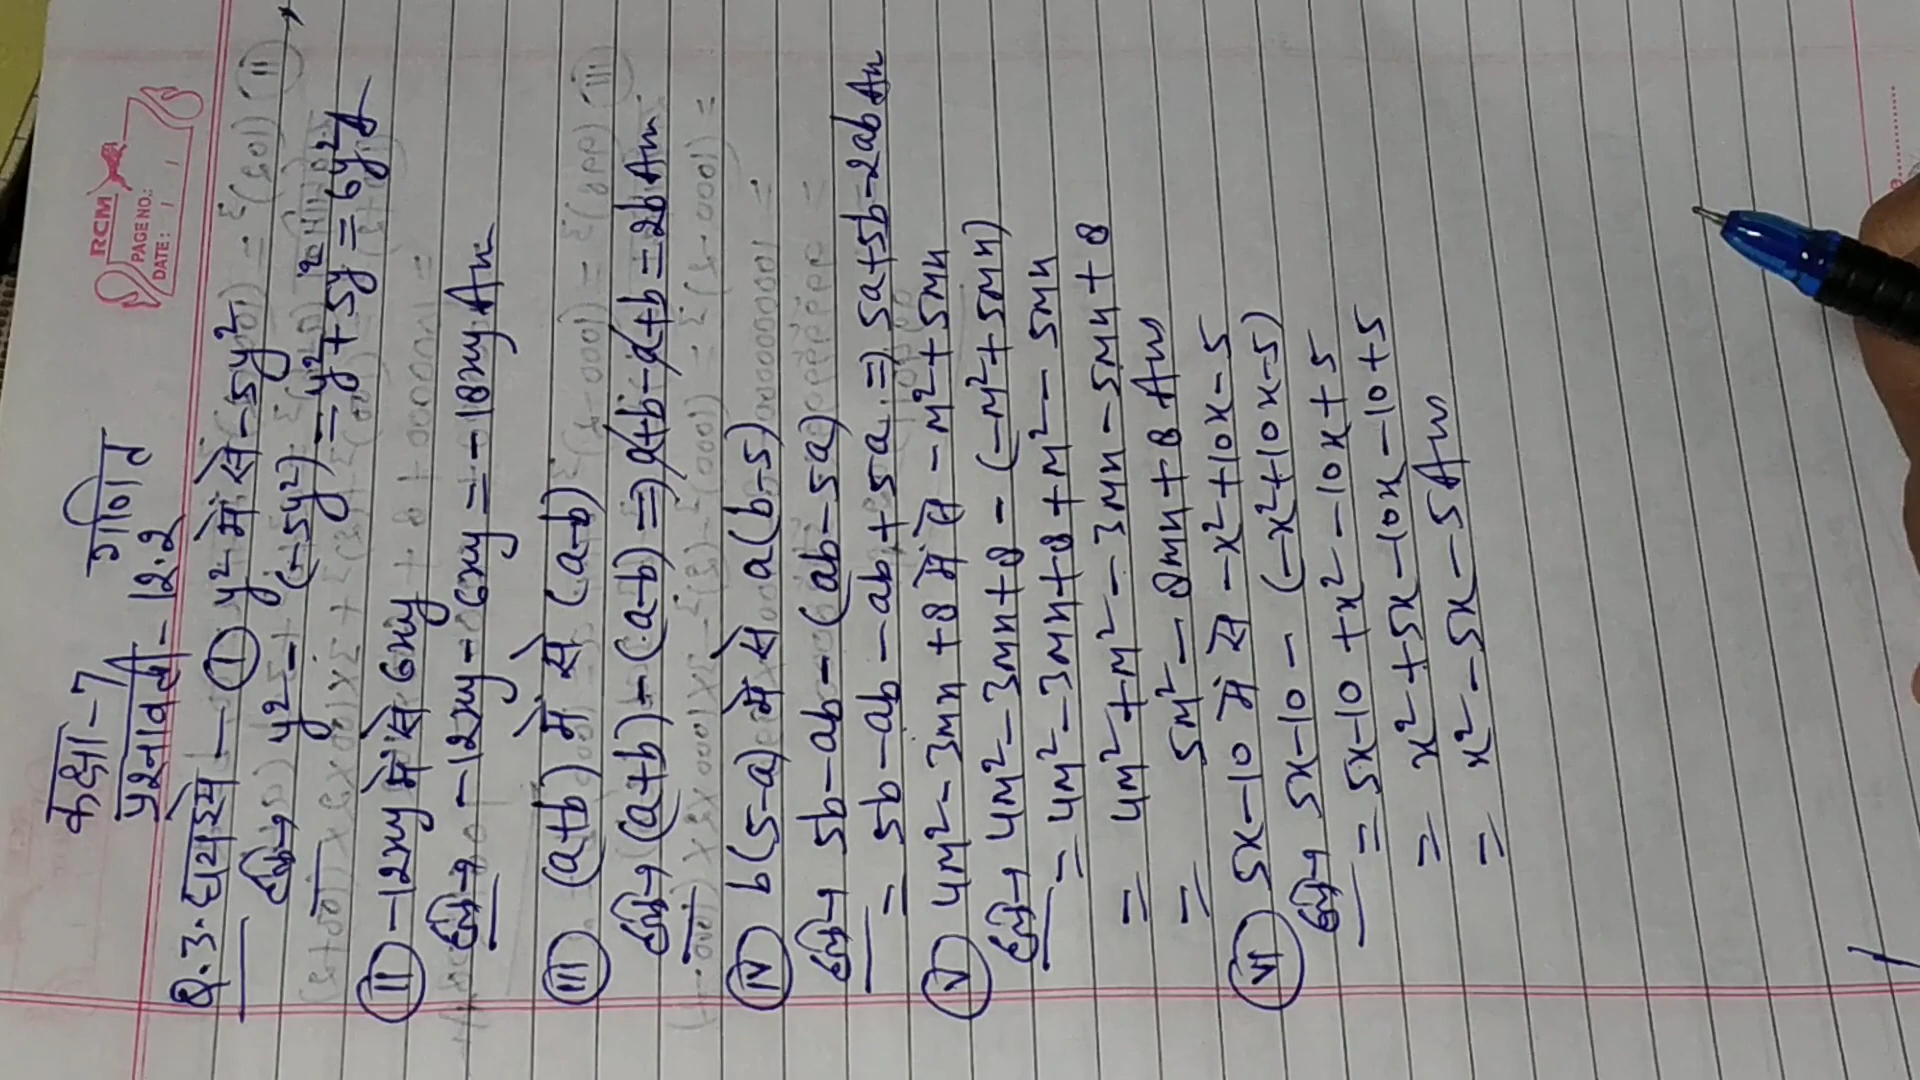 RCM
PAGE NO.:
DATE: / /
कक्षा-7 गणित
प्रश्नावली-12.2
Q.3. घटाइये - (I) y² में से -5y²
हल→ y² - (-5y²) = y² + 5y² = 6y²
(II) -12xy में से 6xy
हल→ -12xy - 6xy = -18xy Ans
(III) (a+b) में से (a-b)
हल→ (a+b) - (a-b) ⇒ a+b-a+b = 2b Ans
(IV) b(5-a) में से a(b-5)
हल→ 5b-ab-(ab-5a)
= 5b-ab-ab+5a ⇒ 5a+5b-2ab An
(V) 4m²-3mn+8 में से -m²+5mn
हल→ 4m²-3mn+8-(-m²+5mn)
= 4m²-3mn+8+m²-5mn
= 4m²+m²-3mn-5mn+8
= 5m²-8mn+8 Ans
(VI) 5x-10 में से -x²+10x-5
हल→ 5x-10-(-x²+10x-5)
= 5x-10+x²-10x+5
= x²+5x-10x-10+5
= x²-5x-5 Ans